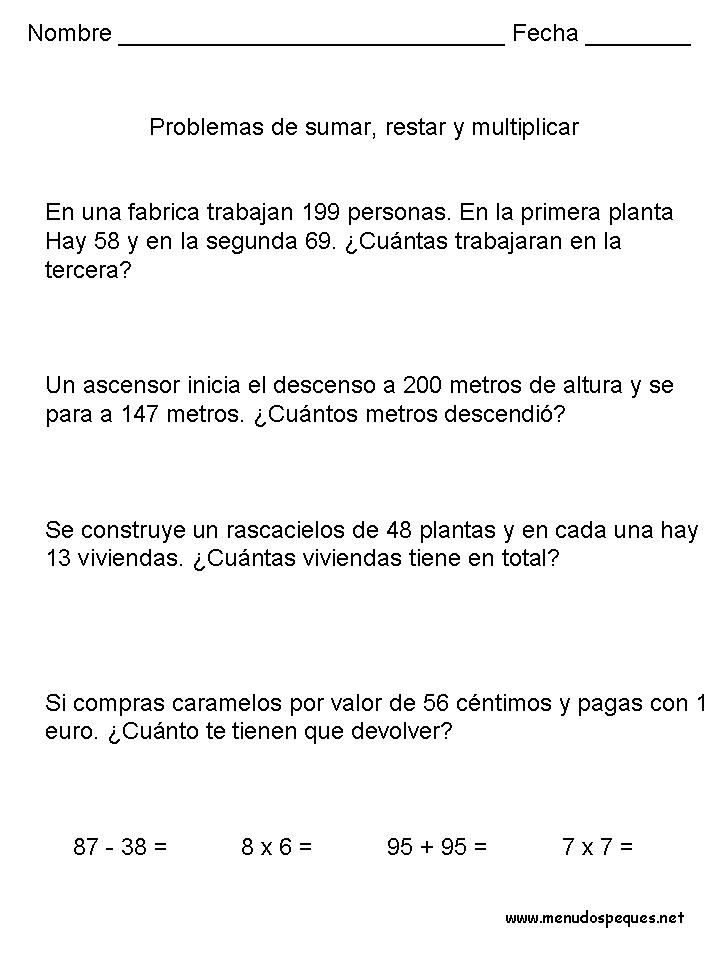 Nombre _____________________________ Fecha ________
Problemas de sumar, restar y multiplicar
En una fabrica trabajan 199 personas. En la primera planta
Hay 58 y en la segunda 69. ¿Cuántas trabajaran en la
tercera?
Un ascensor inicia el descenso a 200 metros de altura y se
para a 147 metros. ¿Cuántos metros descendió?
Se construye un rascacielos de 48 plantas y en cada una hay
13 viviendas. ¿Cuántas viviendas tiene en total?
Si compras caramelos por valor de 56 céntimos y pagas con 1
euro. ¿Cuánto te tienen que devolver?
87 - 38 = 8 x 6 = 95 + 95 = 7 x 7 =
www.menudospeques.net